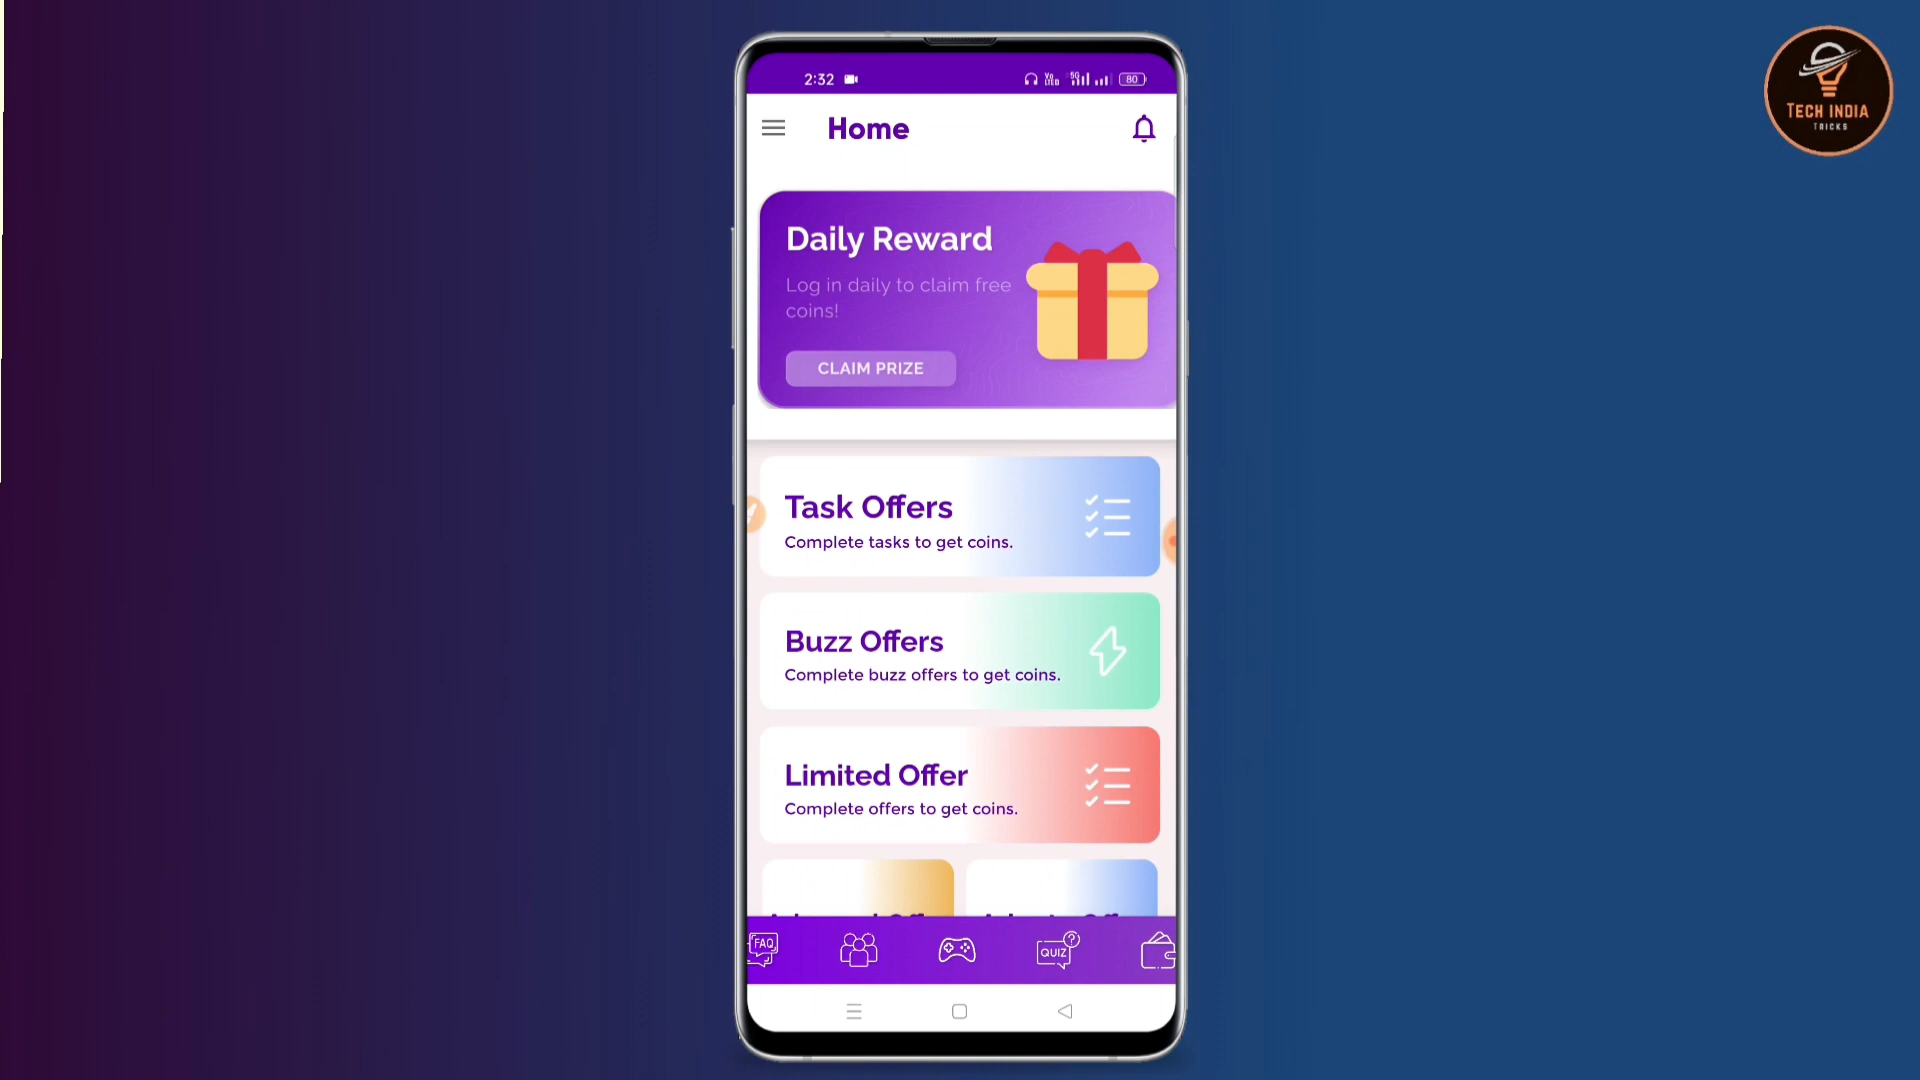 2:32
5G
80
TECH INDIA
TRICKS
Home
Daily Reward
Log in daily to claim free
coins!
CLAIM PRIZE
Task Offers
Complete tasks to get coins.
Buzz Offers
Complete buzz offers to get coins.
Limited Offer
Complete offers to get coins.
FAQ
QUIZ
?